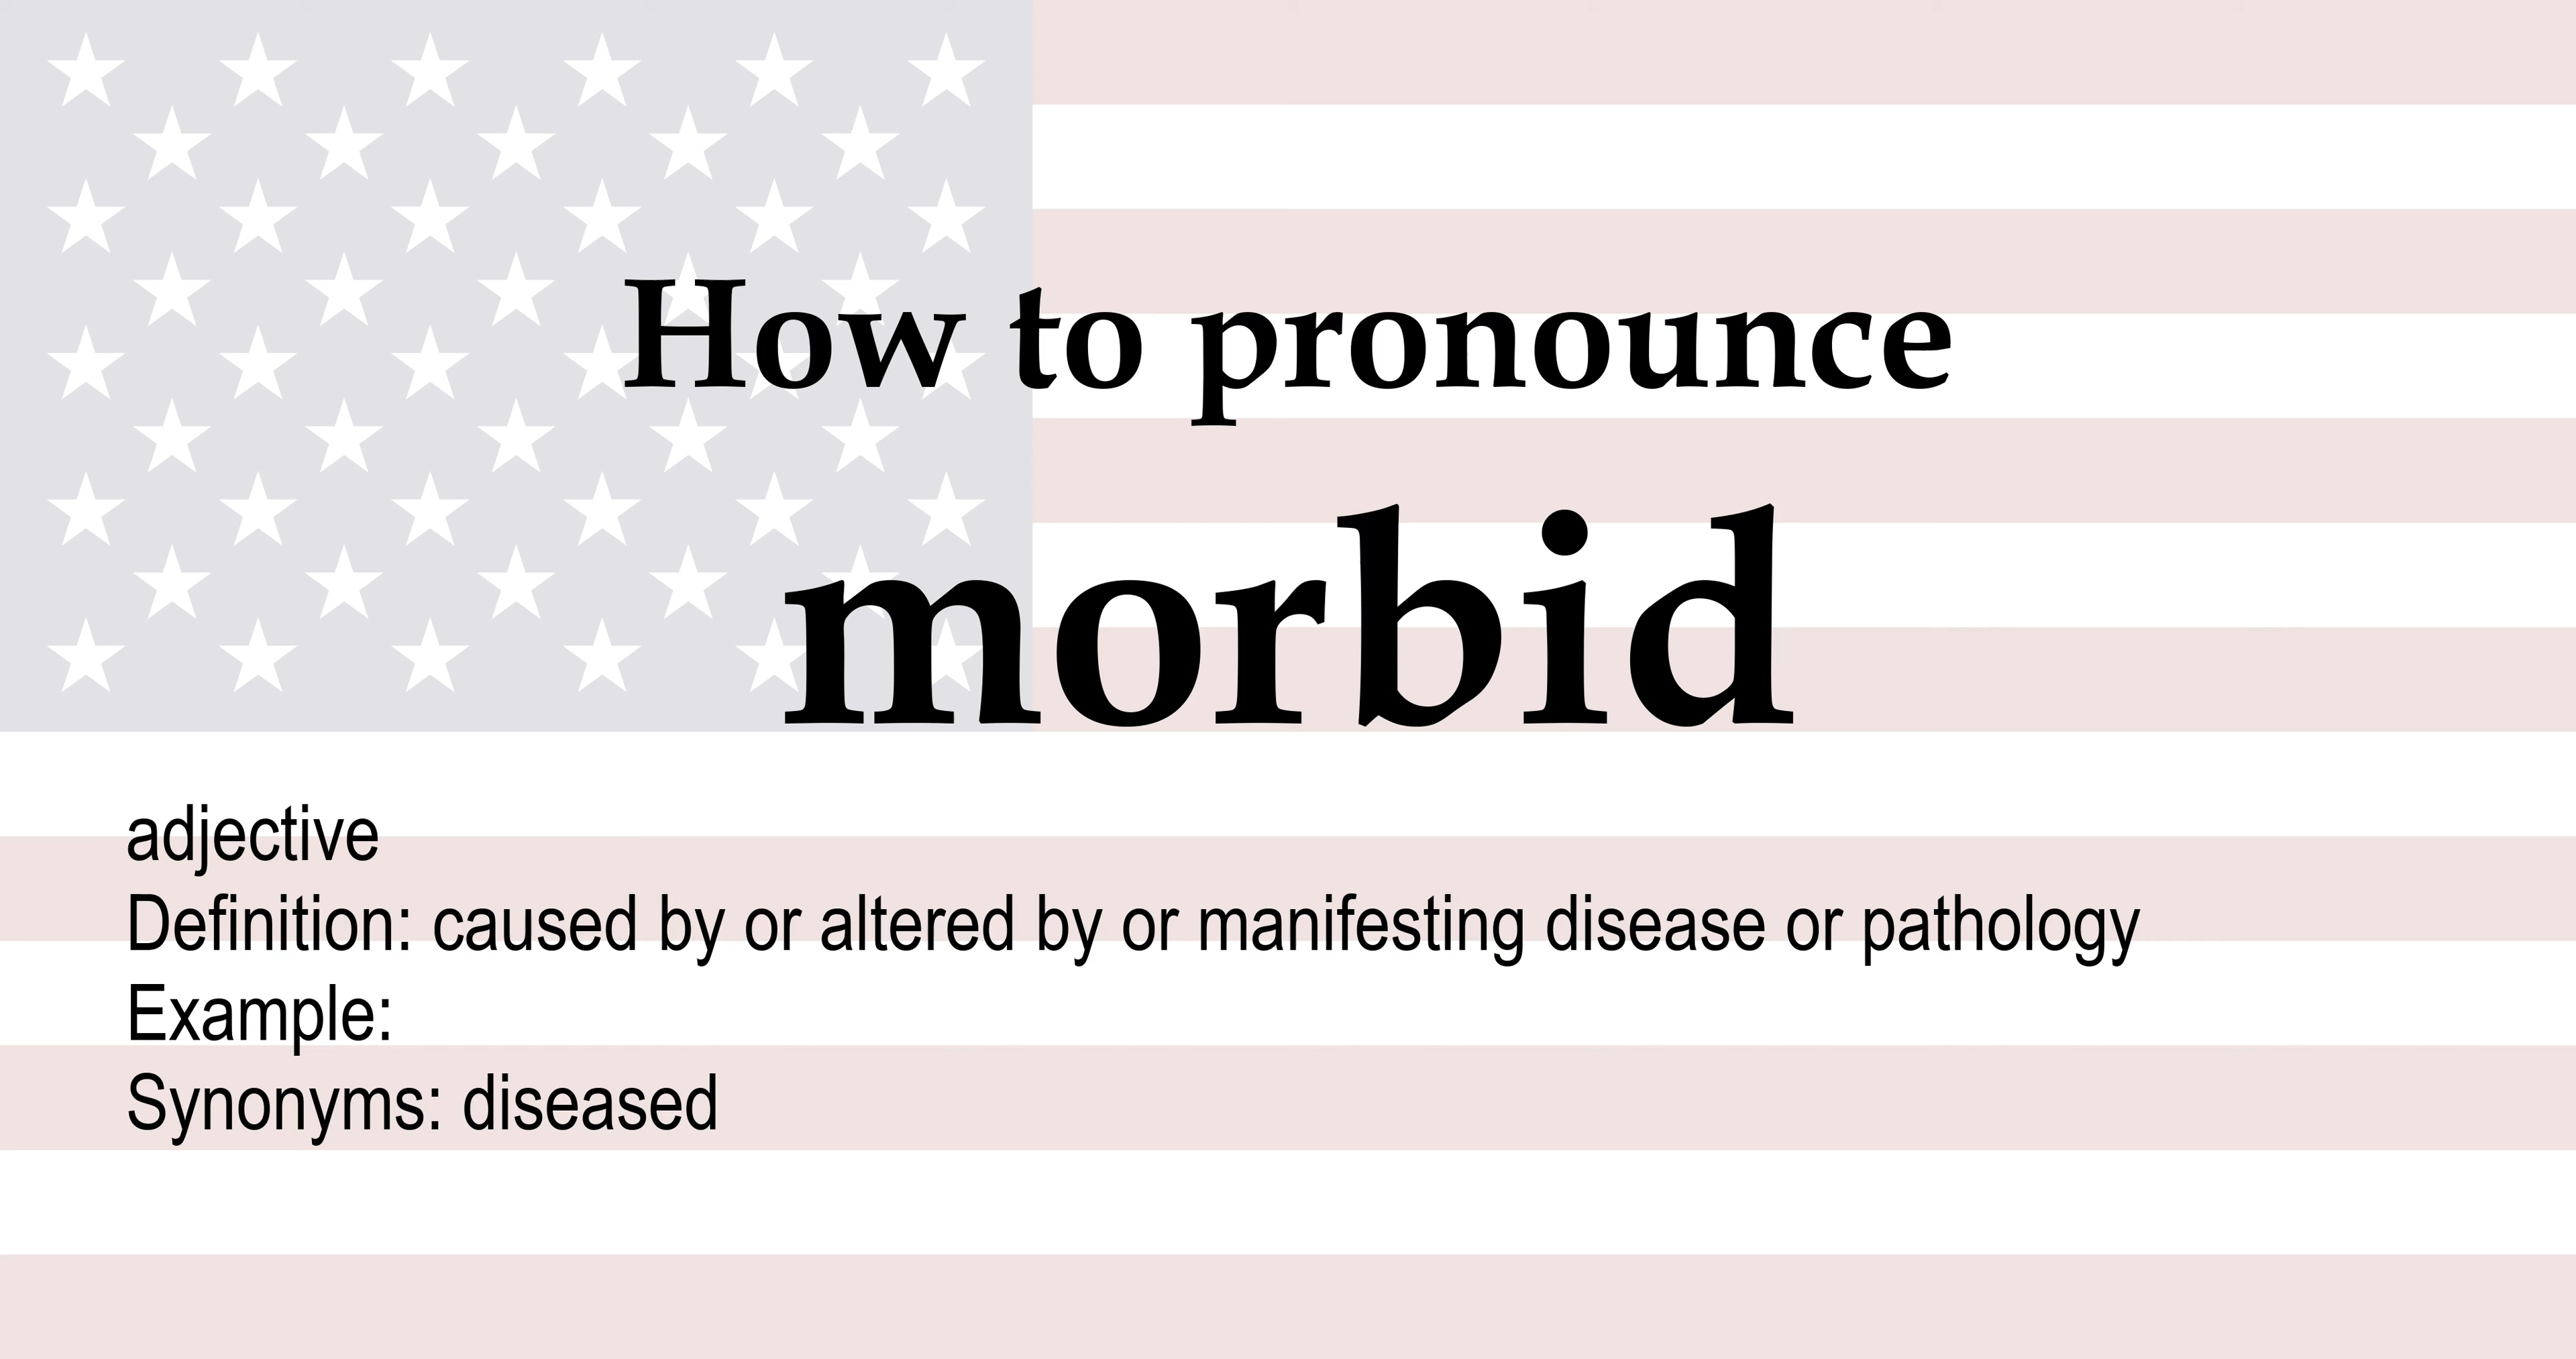 How to pronounce
morbid
adjective
Definition: caused by or altered by or manifesting disease or pathology
Example:
Synonyms: diseased